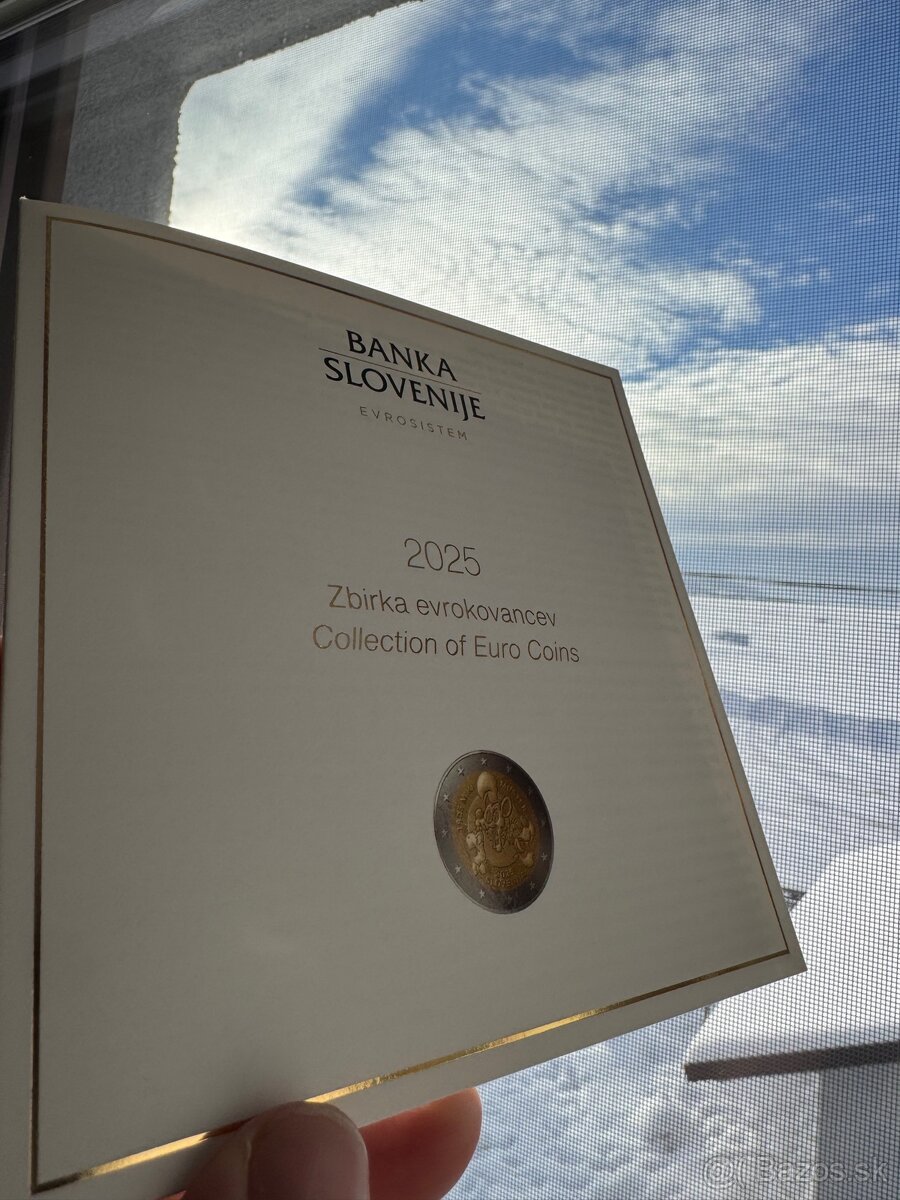 BANKA
SLOVENIJE
EVROSISTEM
2025
Zbirka evrokovancev
Collection of Euro Coins
Bazos.sk